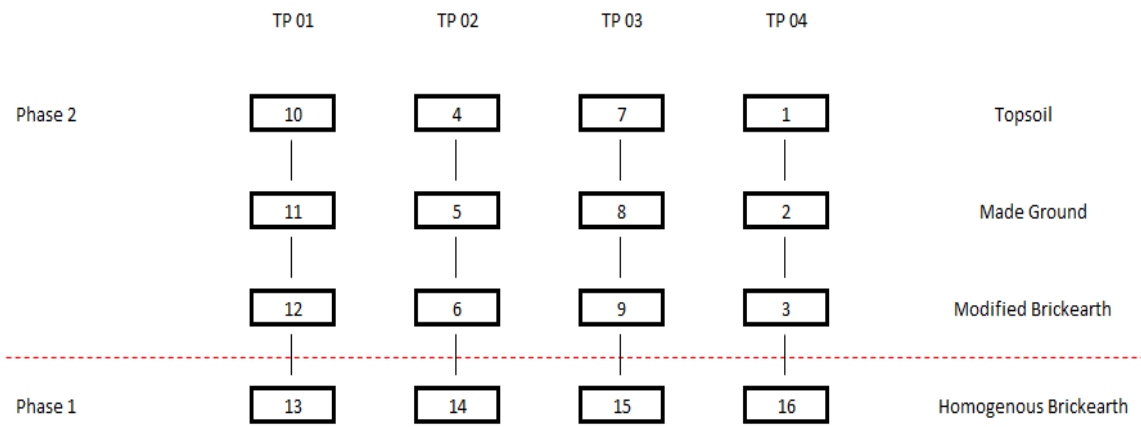 TP 01 TP 02 TP 03 TP 04
Phase 2 10 4 7 1 Topsoil
11 5 8 2 Made Ground
12 6 9 3 Modified Brickearth
Phase 1 13 14 15 16 Homogenous Brickearth